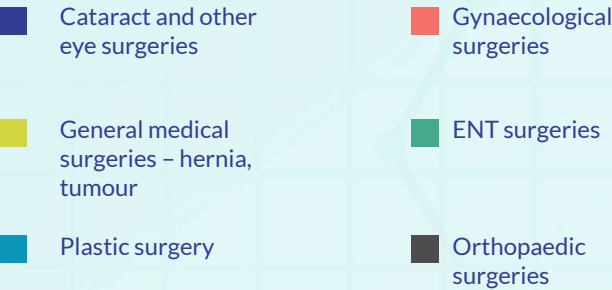 Cataract and other
eye surgeries
Gynaecological
surgeries
General medical
surgeries – hernia,
tumour
ENT surgeries
Plastic surgery
Orthopaedic
surgeries